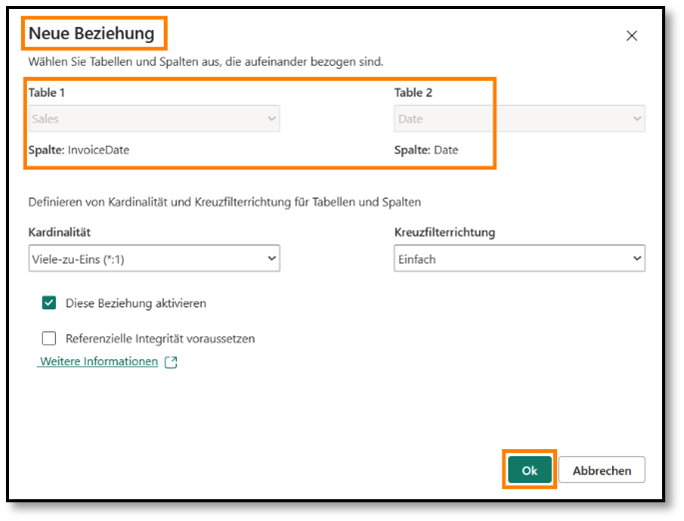 Neue Beziehung
Wählen Sie Tabellen und Spalten aus, die aufeinander bezogen sind.
Table 1 Table 2
Sales Date
Spalte: InvoiceDate Spalte: Date
Definieren von Kardinalität und Kreuzfilterrichtung für Tabellen und Spalten
Kardinalität Kreuzfilterrichtung
Viele-zu-Eins (*:1) Einfach
Diese Beziehung aktivieren
Referenzielle Integrität voraussetzen
Weitere Informationen
Ok Abbrechen